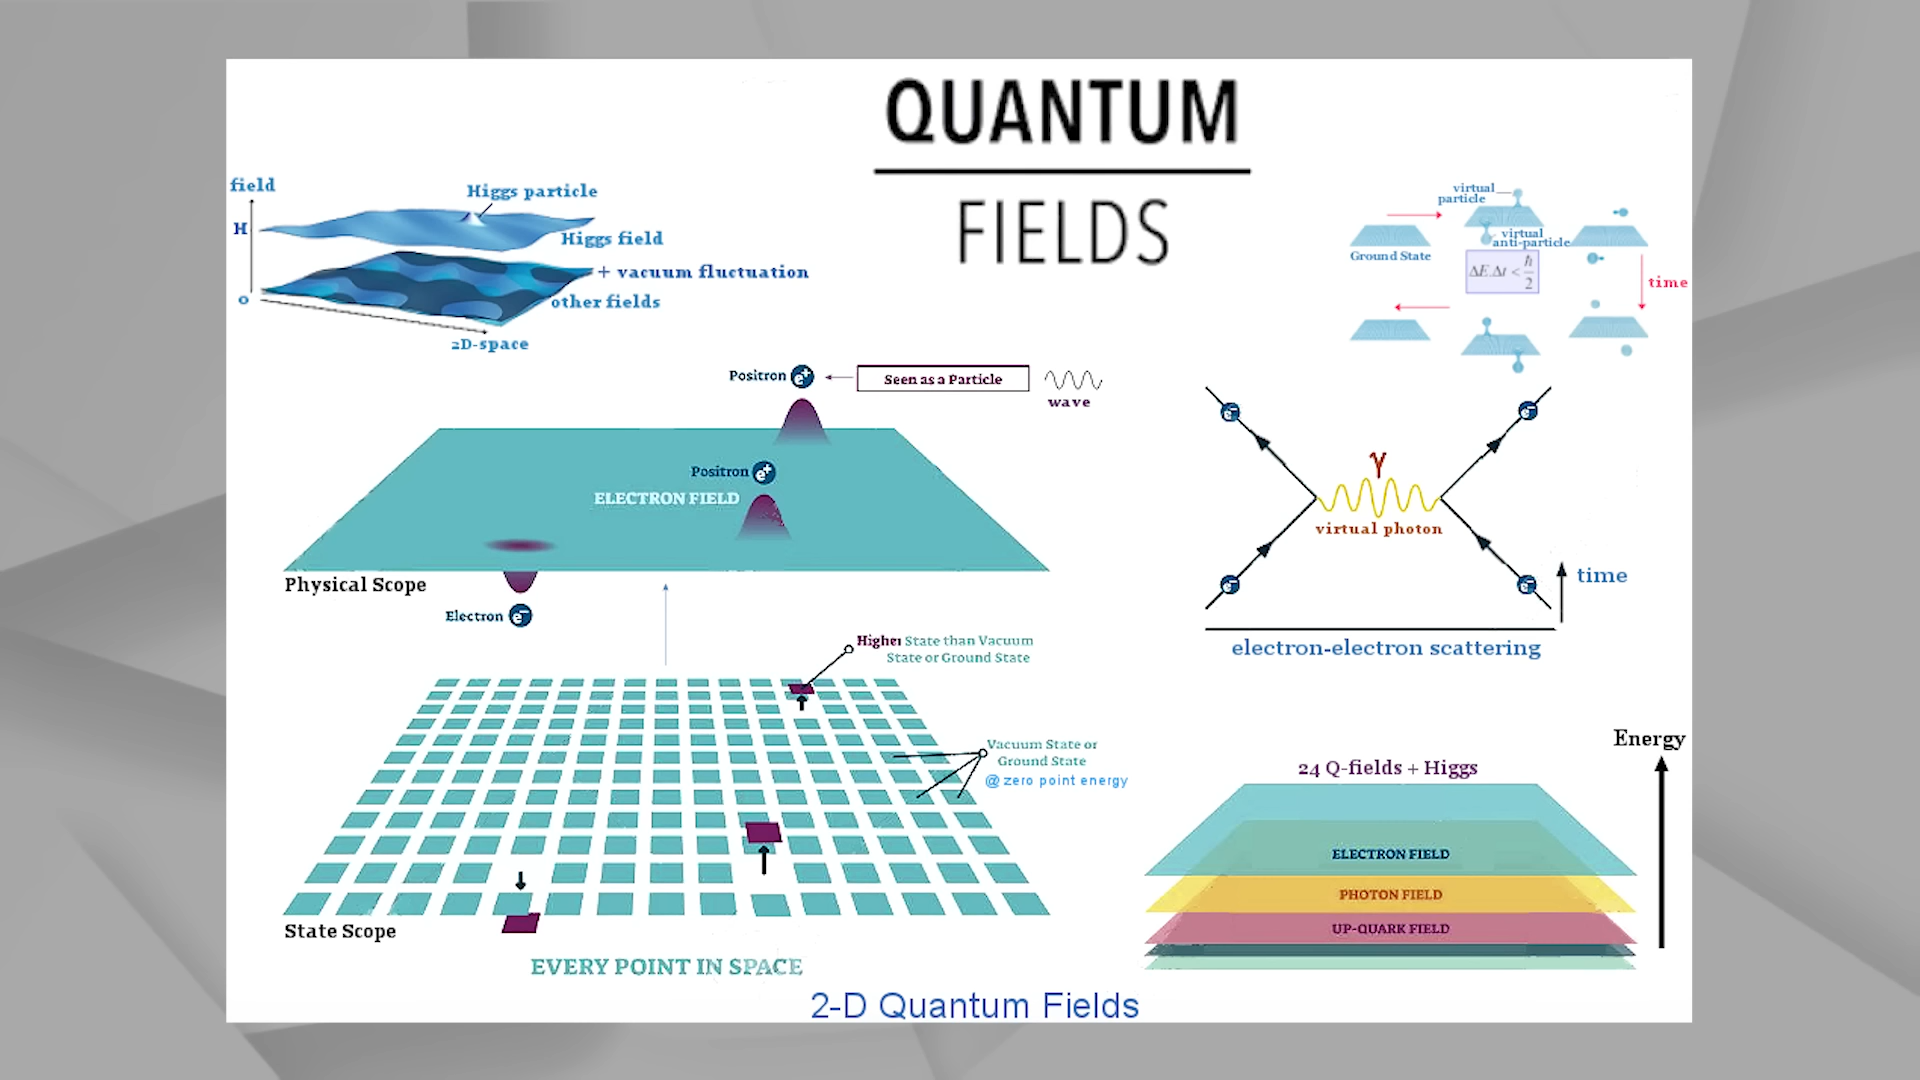 QUANTUM
FIELDS
field
Higgs particle
H
Higgs field
+ vacuum fluctuation
o
other fields
2D-space
virtual
particle
virtual
anti-particle
Ground State
ΔE.Δt < ħ/2
time
Positron e⁺
Seen as a Particle
wave
Positron e⁺
ELECTRON FIELD
Physical Scope
Electron e⁻
e⁻
e⁻
γ
virtual photon
e⁻
e⁻
time
electron-electron scattering
Higher State than Vacuum
State or Ground State
Vacuum State or
Ground State
@ zero point energy
State Scope
EVERY POINT IN SPACE
Energy
24 Q-fields + Higgs
ELECTRON FIELD
PHOTON FIELD
UP-QUARK FIELD
2-D Quantum Fields